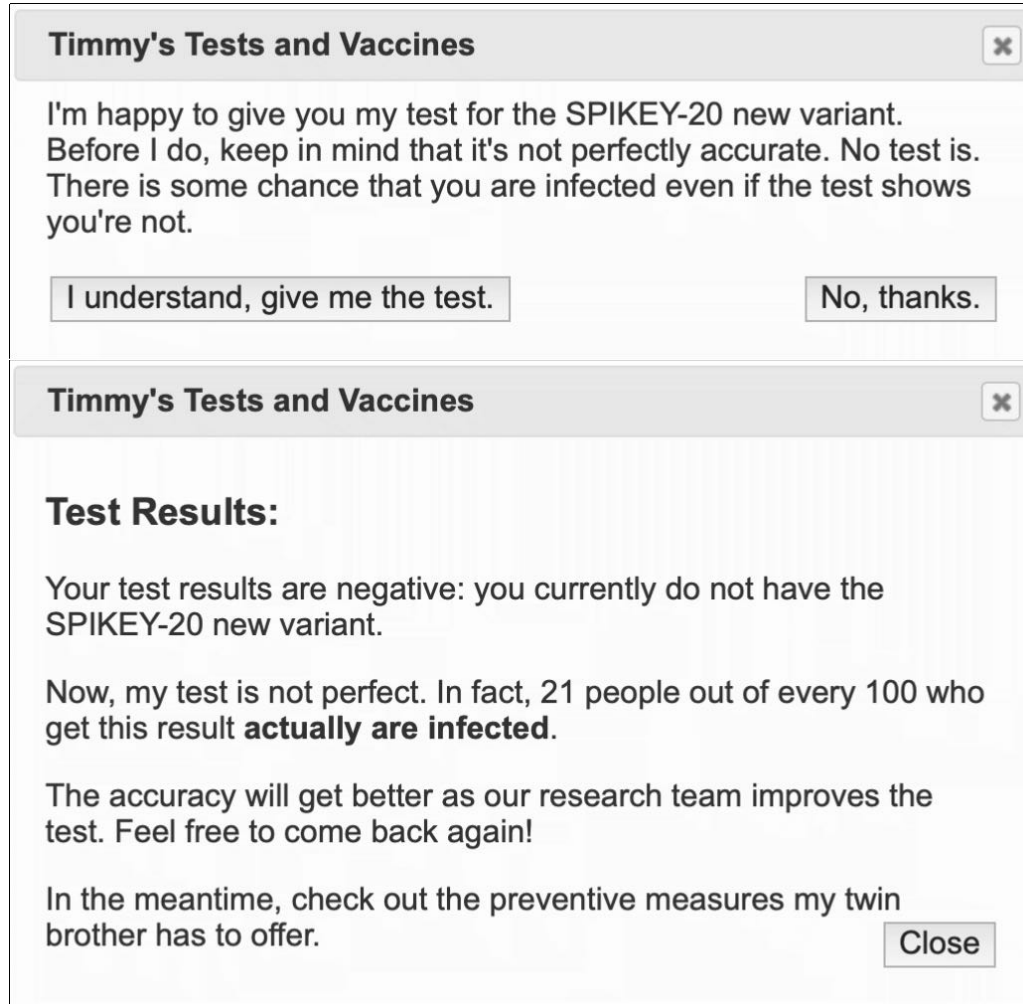 Timmy's Tests and Vaccines
I'm happy to give you my test for the SPIKEY-20 new variant.
Before I do, keep in mind that it's not perfectly accurate. No test is.
There is some chance that you are infected even if the test shows
you're not.
I understand, give me the test.
No, thanks.
Timmy's Tests and Vaccines
Test Results:
Your test results are negative: you currently do not have the
SPIKEY-20 new variant.
Now, my test is not perfect. In fact, 21 people out of every 100 who
get this result actually are infected.
The accuracy will get better as our research team improves the
test. Feel free to come back again!
In the meantime, check out the preventive measures my twin
brother has to offer.
Close